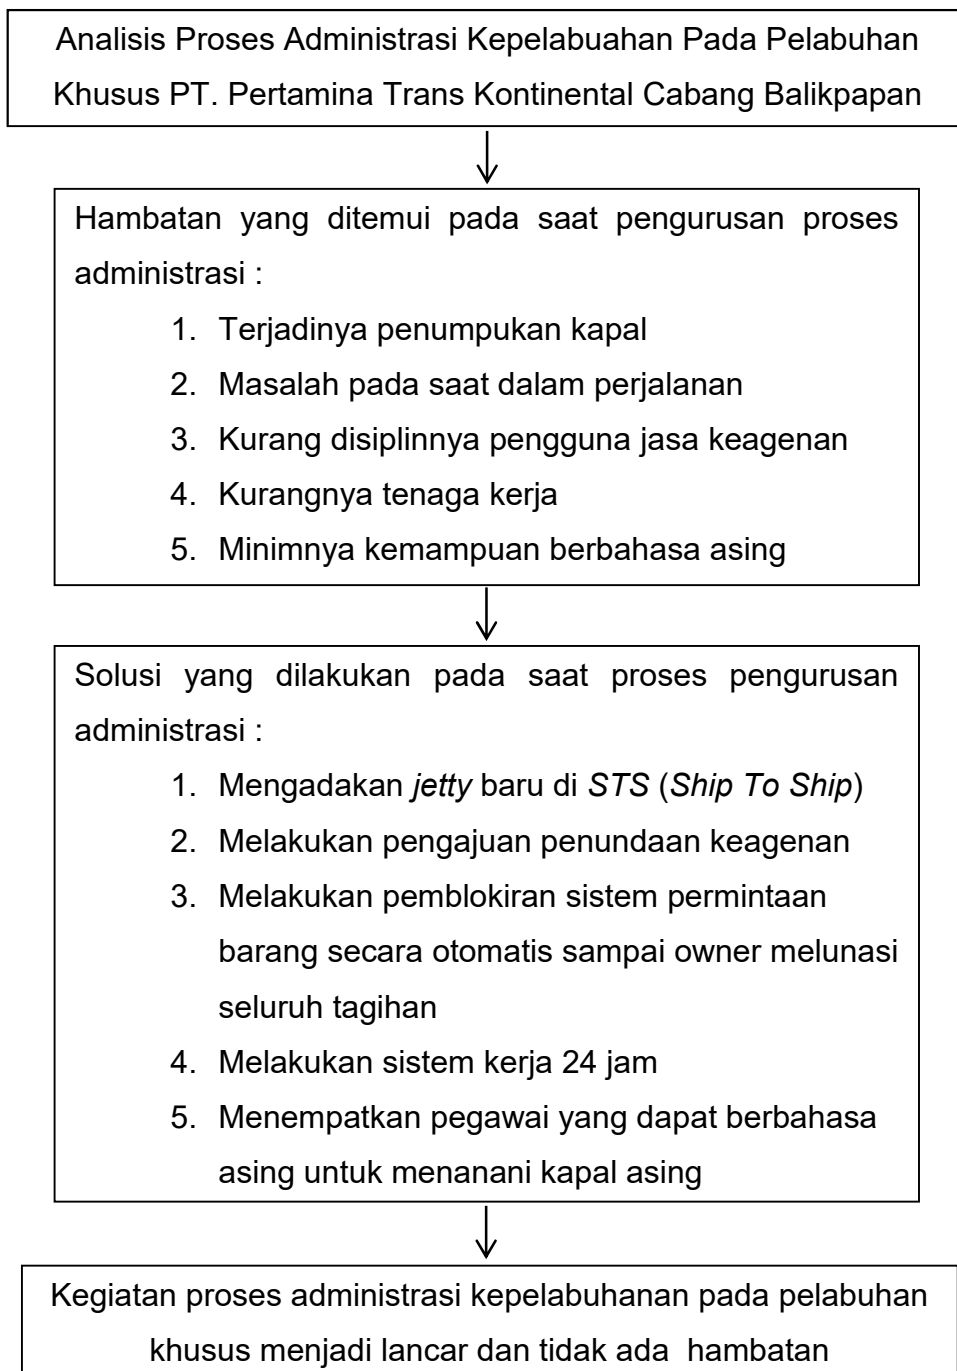 Analisis Proses Administrasi Kepelabuahan Pada Pelabuhan
Khusus PT. Pertamina Trans Kontinental Cabang Balikpapan
Hambatan yang ditemui pada saat pengurusan proses
administrasi :
1. Terjadinya penumpukan kapal
2. Masalah pada saat dalam perjalanan
3. Kurang disiplinnya pengguna jasa keagenan
4. Kurangnya tenaga kerja
5. Minimnya kemampuan berbahasa asing
Solusi yang dilakukan pada saat proses pengurusan
administrasi :
1. Mengadakan jetty baru di STS (Ship To Ship)
2. Melakukan pengajuan penundaan keagenan
3. Melakukan pemblokiran sistem permintaan
barang secara otomatis sampai owner melunasi
seluruh tagihan
4. Melakukan sistem kerja 24 jam
5. Menempatkan pegawai yang dapat berbahasa
asing untuk menanani kapal asing
Kegiatan proses administrasi kepelabuhanan pada pelabuhan
khusus menjadi lancar dan tidak ada hambatan